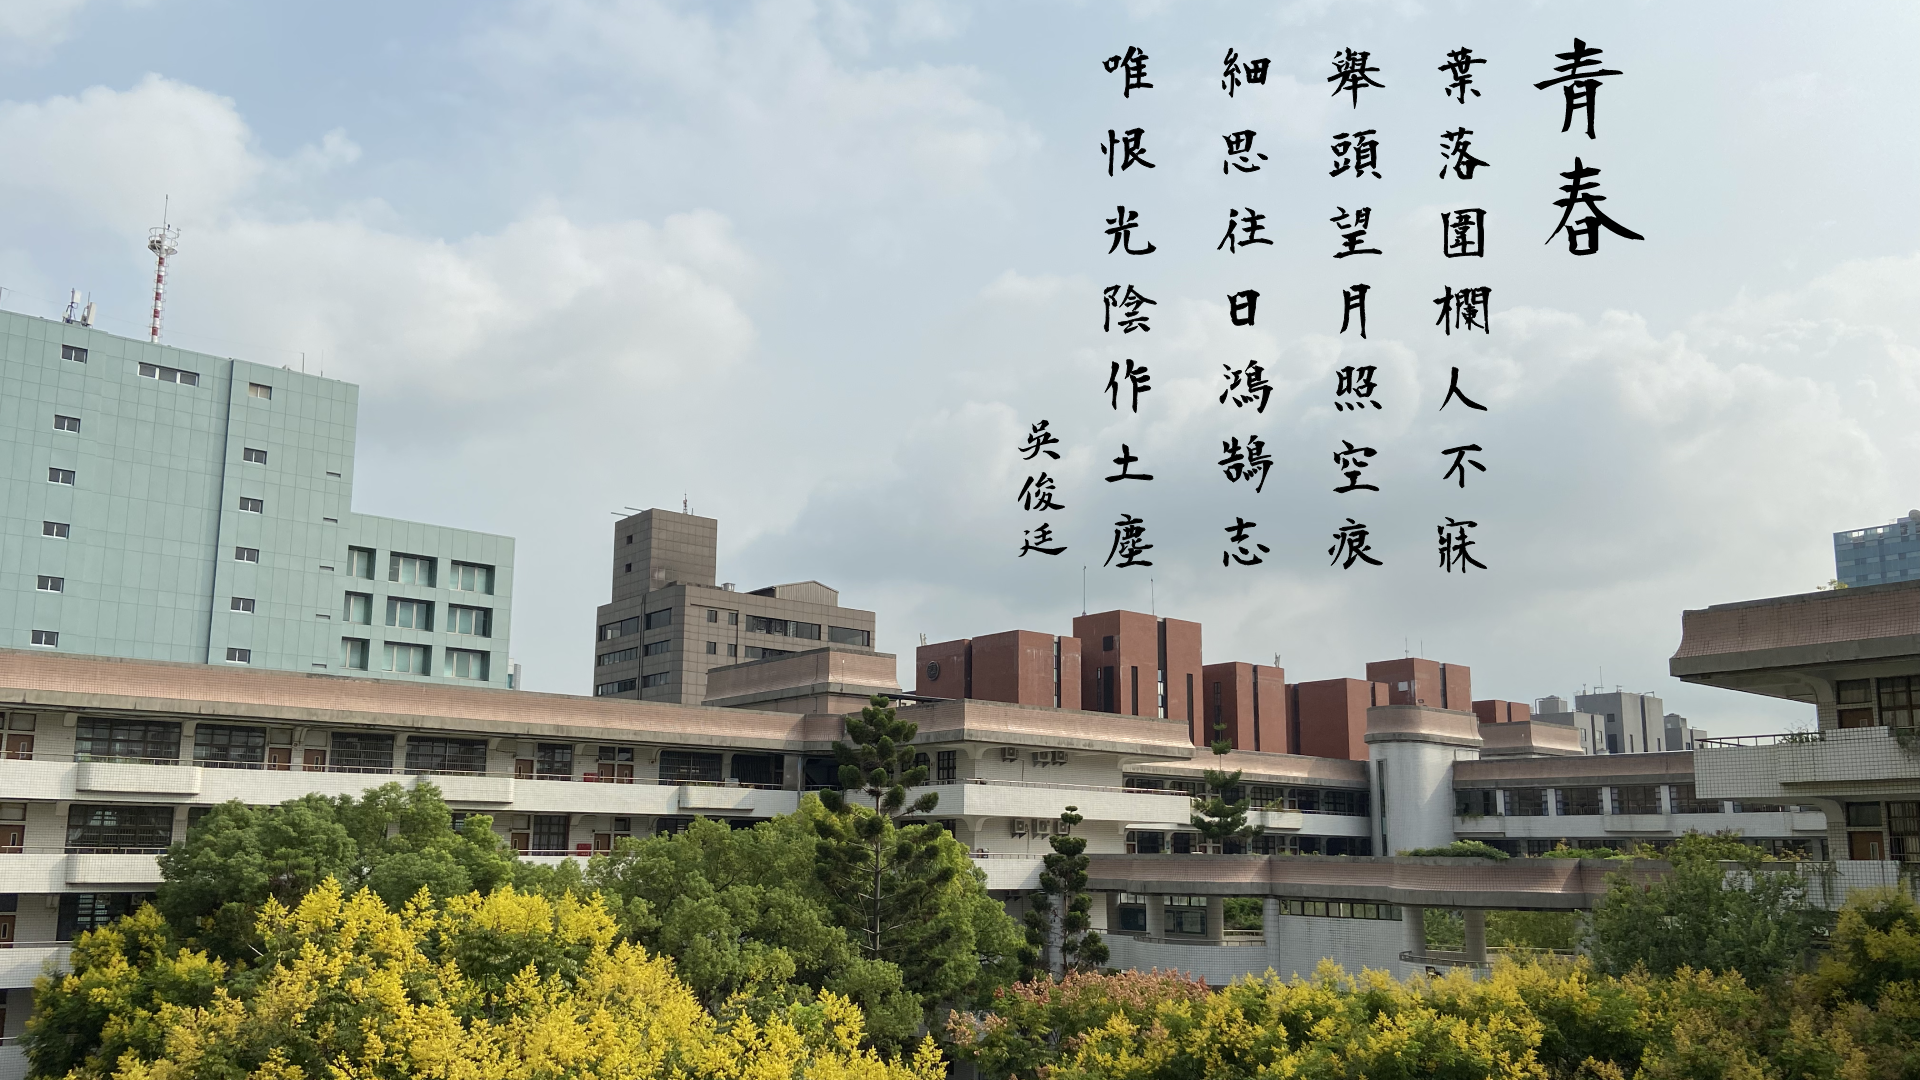 青春
葉落圍欄人不寐
舉頭望月照空痕
細思往日鴻鵠志
唯恨光陰作土塵
吳俊廷